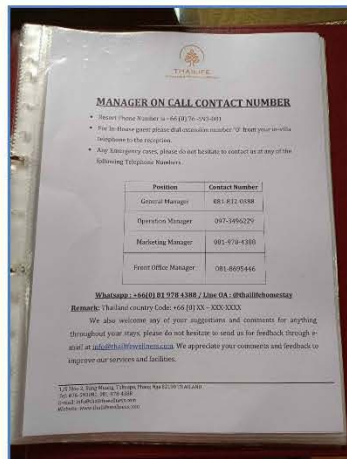 THAILIFE
MANAGER ON CALL CONTACT NUMBER
Resort Phone Number is +66 (0) 76 -593-001
For In-House guest please dial extension number "0" from your in-villa
telephone to the reception.
Any Emergency cases, please do not hesitate to contact us at any of the
following Telephone Numbers.
Position Contact Number
General Manager
Operation Manager 097-3496229
Marketing Manager 081-978-4388
Front Office Manager 081-8695446
Whatsapp : +66(0) 81 978 4388 / Line OA : @thailifehomestay
Remark: Thailand country Code: +66 (0) XX – XXX-XXXX
We also welcome any of your suggestions and comments for anything
throughout your stays, please do not hesitate to send us for feedback through e-
mail at info@thailifewellness.com. We appreciate your comments and feedback to
improve our services and facilities.